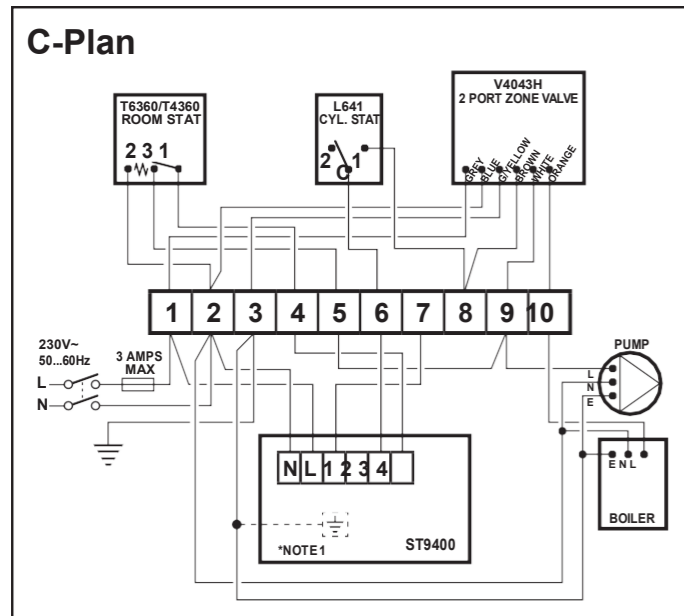 C-Plan
T6360/T4360
ROOM STAT
2 3 1
L641
CYL. STAT
2 1
C
V4043H
2 PORT ZONE VALVE
GREY
BLUE
G/YELLOW
BROWN
WHITE
ORANGE
1 2 3 4 5 6 7 8 9 10
230V~
50...60Hz
3 AMPS
MAX
L
N
PUMP
L
N
E
N L 1 2 3 4
E N L
BOILER
*NOTE1
ST9400